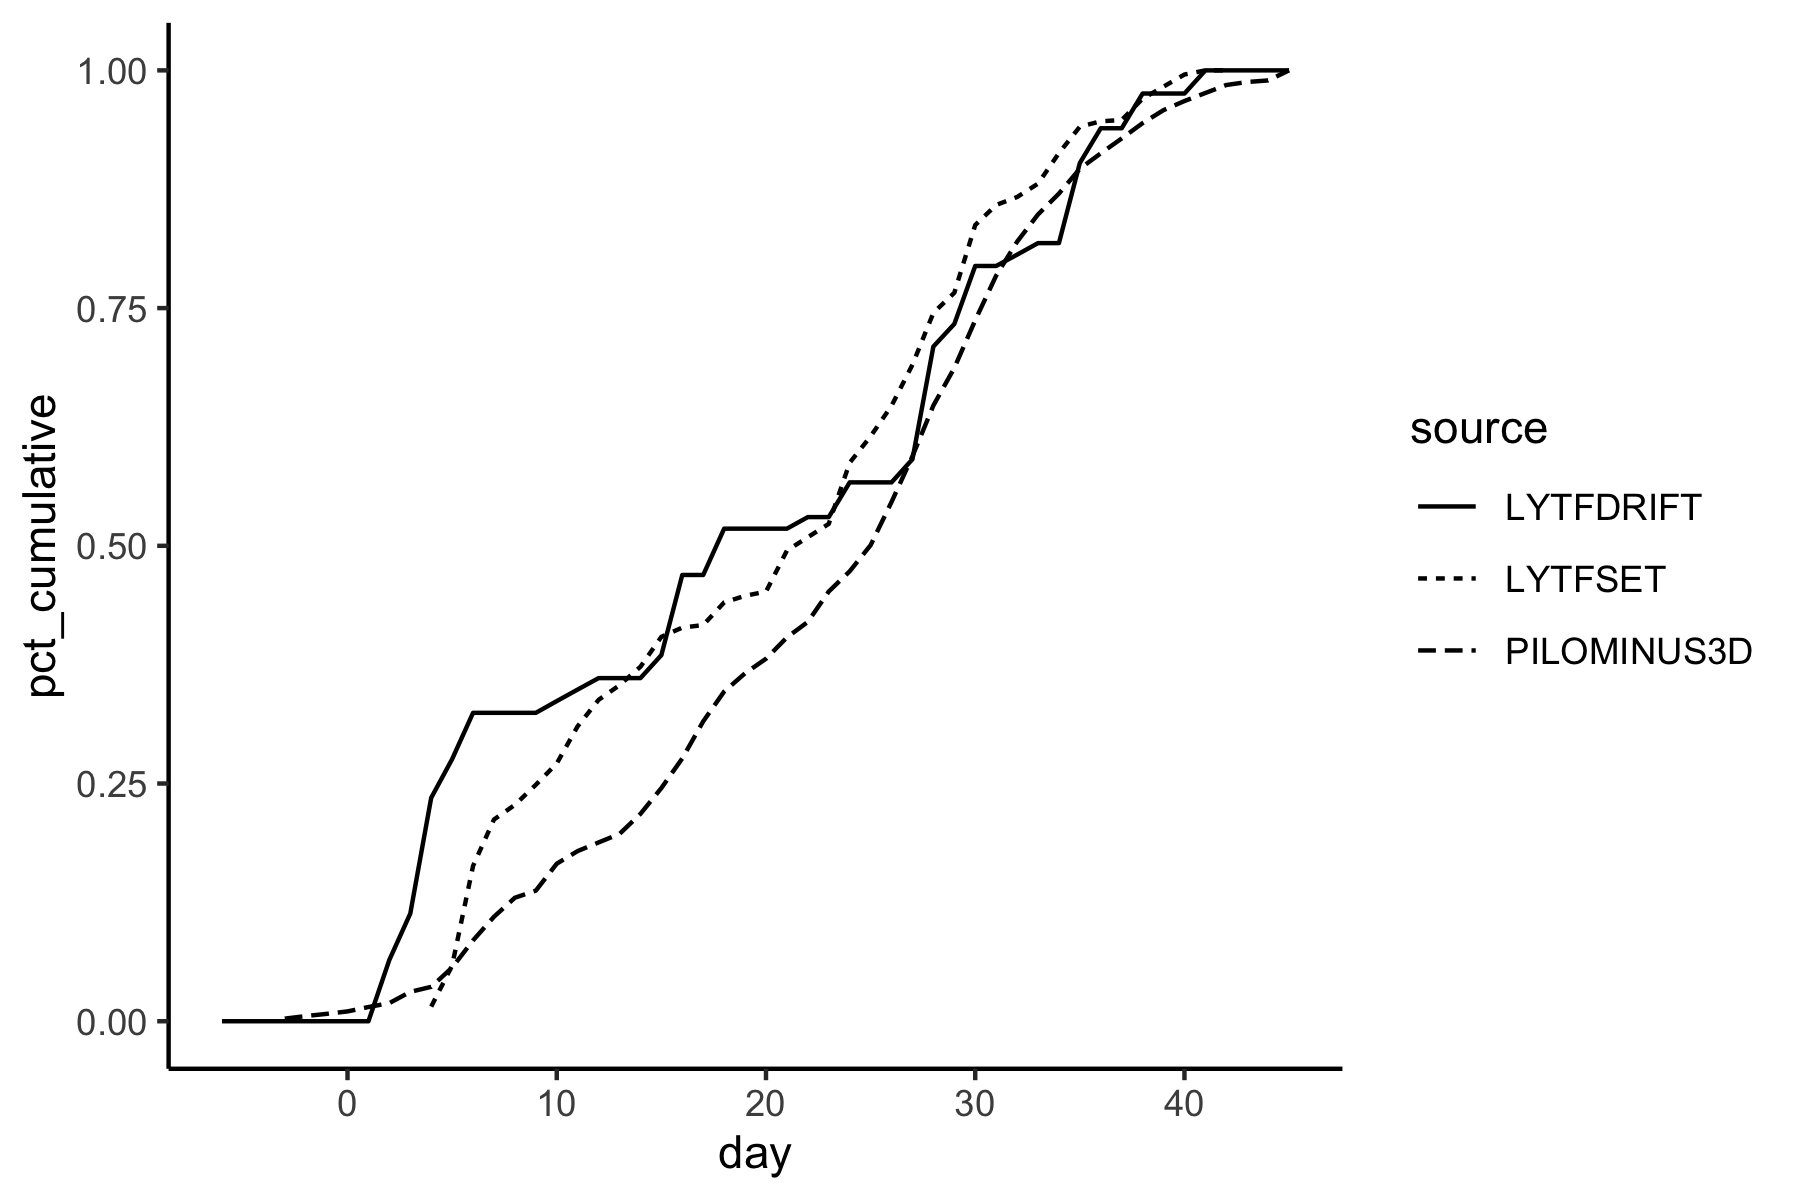 1.00
0.75
0.50
0.25
0.00
pct_cumulative
0 10 20 30 40
day
source
LYTFDRIFT
LYTFSET
PILOMINUS3D